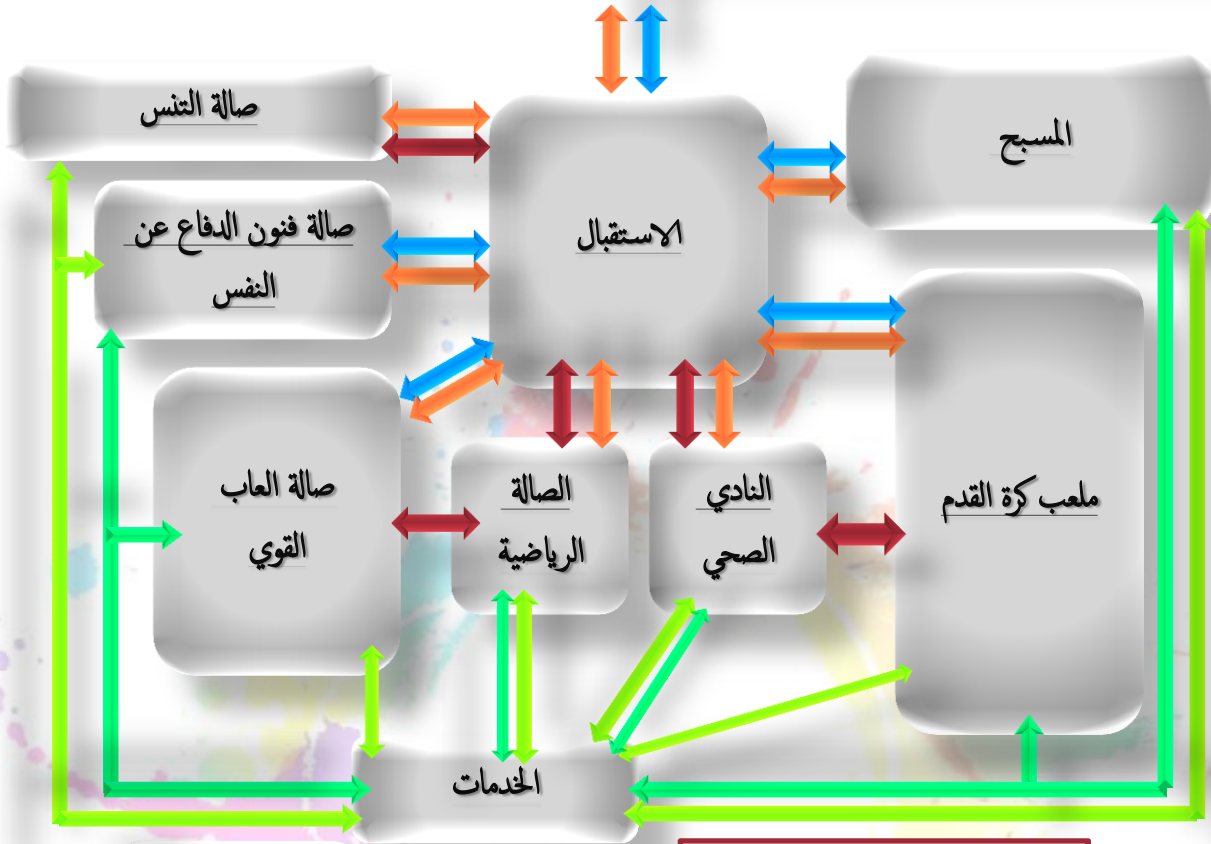 صالة التنس
المسبح
صالة فنون الدفاع عن
النفس
الاستقبال
صالة العاب
القوي
الصالة
الرياضية
النادي
الصحي
ملعب كرة القدم
الخدمات